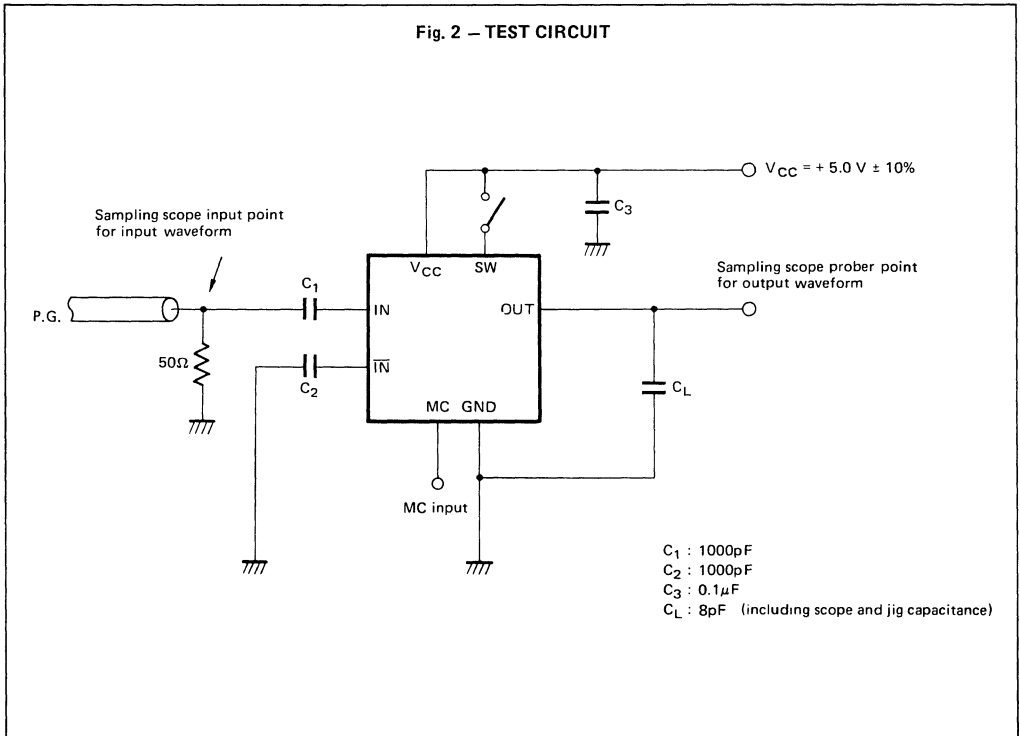 Fig. 2 – TEST CIRCUIT
V_CC = + 5.0 V ± 10%
C_3
Sampling scope input point
for input waveform
V_CC SW
Sampling scope prober point
for output waveform
C_1
P.G.
IN
OUT
50Ω
C_2
I̅N̅
C_L
MC GND
MC input
C_1 : 1000pF
C_2 : 1000pF
C_3 : 0.1μF
C_L : 8pF (including scope and jig capacitance)